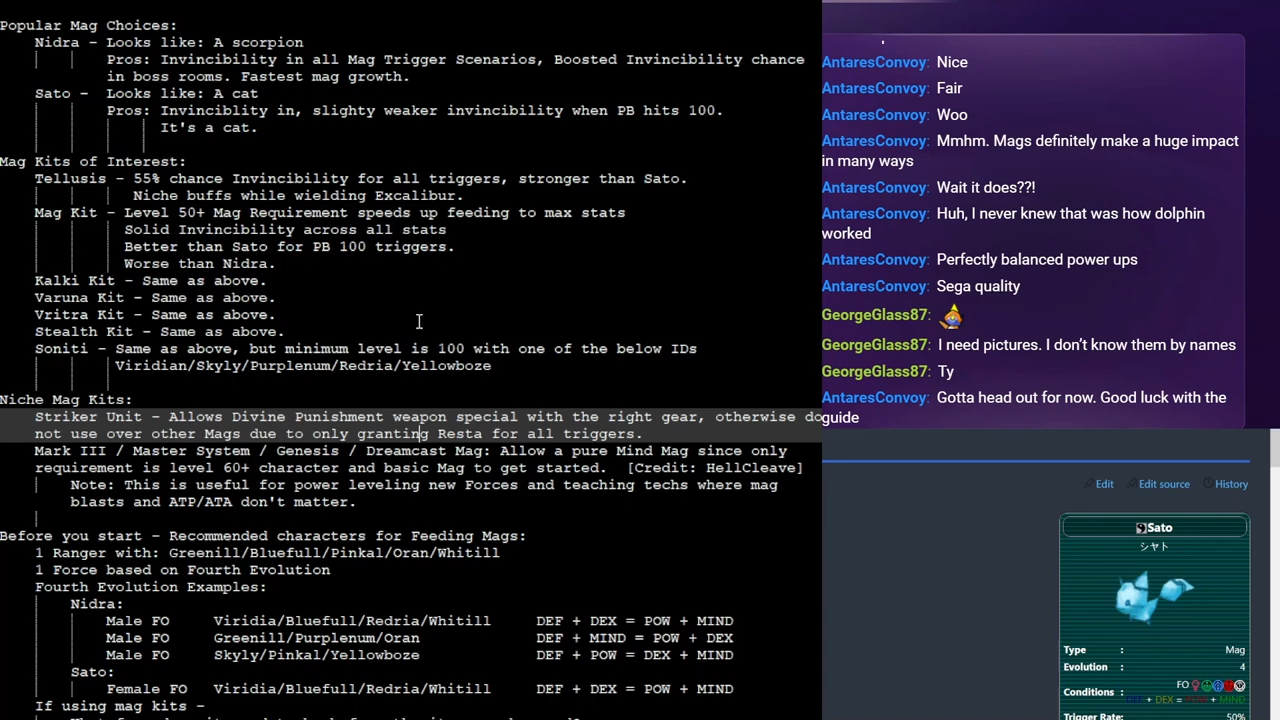 Popular Mag Choices:
Nidra - Looks like: A scorpion
Pros: Invincibility in all Mag Trigger Scenarios, Boosted Invincibility chance
in boss rooms. Fastest mag growth.
Sato - Looks like: A cat
Pros: Invinciblity in, slighty weaker invincibility when PB hits 100.
It's a cat.
Mag Kits of Interest:
Tellusis - 55% chance Invincibility for all triggers, stronger than Sato.
Niche buffs while wielding Excalibur.
Mag Kit - Level 50+ Mag Requirement speeds up feeding to max stats
Solid Invincibility across all stats
Better than Sato for PB 100 triggers.
Worse than Nidra.
Kalki Kit - Same as above.
Varuna Kit - Same as above.
Vritra Kit - Same as above.
Stealth Kit - Same as above.
Soniti - Same as above, but minimum level is 100 with one of the below IDs
Viridian/Skyly/Purplenum/Redria/Yellowboze
Niche Mag Kits:
Striker Unit - Allows Divine Punishment weapon special with the right gear, otherwise do
not use over other Mags due to only granting Resta for all triggers.
Mark III / Master System / Genesis / Dreamcast Mag: Allow a pure Mind Mag since only
requirement is level 60+ character and basic Mag to get started. [Credit: HellCleave]
Note: This is useful for power leveling new Forces and teaching techs where mag
blasts and ATP/ATA don't matter.
Before you start - Recommended characters for Feeding Mags:
1 Ranger with: Greenill/Bluefull/Pinkal/Oran/Whitill
1 Force based on Fourth Evolution
Fourth Evolution Examples:
Nidra:
Male FO Viridia/Bluefull/Redria/Whitill DEF + DEX = POW + MIND
Male FO Greenill/Purplenum/Oran DEF + MIND = POW + DEX
Male FO Skyly/Pinkal/Yellowboze DEF + POW = DEX + MIND
Sato:
Female FO Viridia/Bluefull/Redria/Whitill DEF + DEX = POW + MIND
If using mag kits -
AntaresConvoy: Nice
AntaresConvoy: Fair
AntaresConvoy: Woo
AntaresConvoy: Mmhm. Mags definitely make a huge impact
in many ways
AntaresConvoy: Wait it does??!
AntaresConvoy: Huh, I never knew that was how dolphin
worked
AntaresConvoy: Perfectly balanced power ups
AntaresConvoy: Sega quality
GeorgeGlass87:
GeorgeGlass87: I need pictures. I don't know them by names
GeorgeGlass87: Ty
AntaresConvoy: Gotta head out for now. Good luck with the
guide
Edit Edit source History
Sato
シャト
Type : Mag
Evolution : 4
Conditions : FO
DEF + DEX = POW + MIND
Trigger Rate: 50%